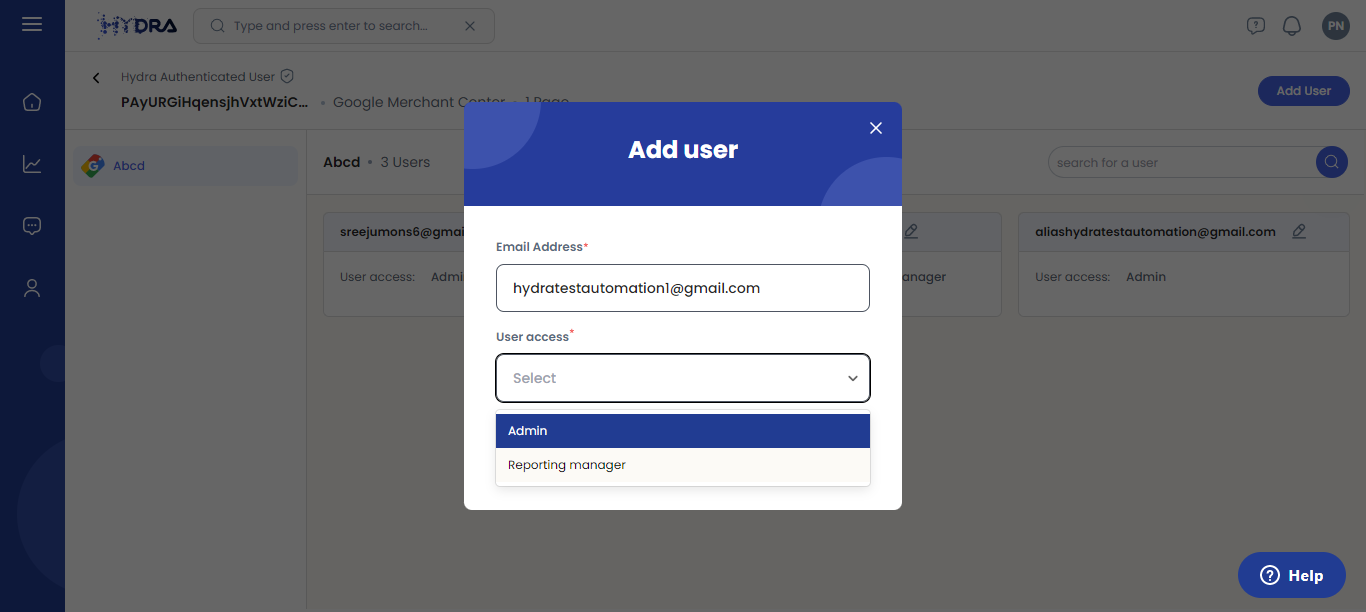 HYDRA
Type and press enter to search...
PN
Hydra Authenticated User
PAyURGiHqensjhVxtWziC... • Google Merchant Center • 1 Page
Add User
Abcd
Abcd • 3 Users
search for a user
sreejumons6@gmai
User access: Admi
anager
aliashydratestautomation@gmail.com
User access: Admin
Add user
Email Address*
hydratestautomation1@gmail.com
User access*
Select
Admin
Reporting manager
? Help